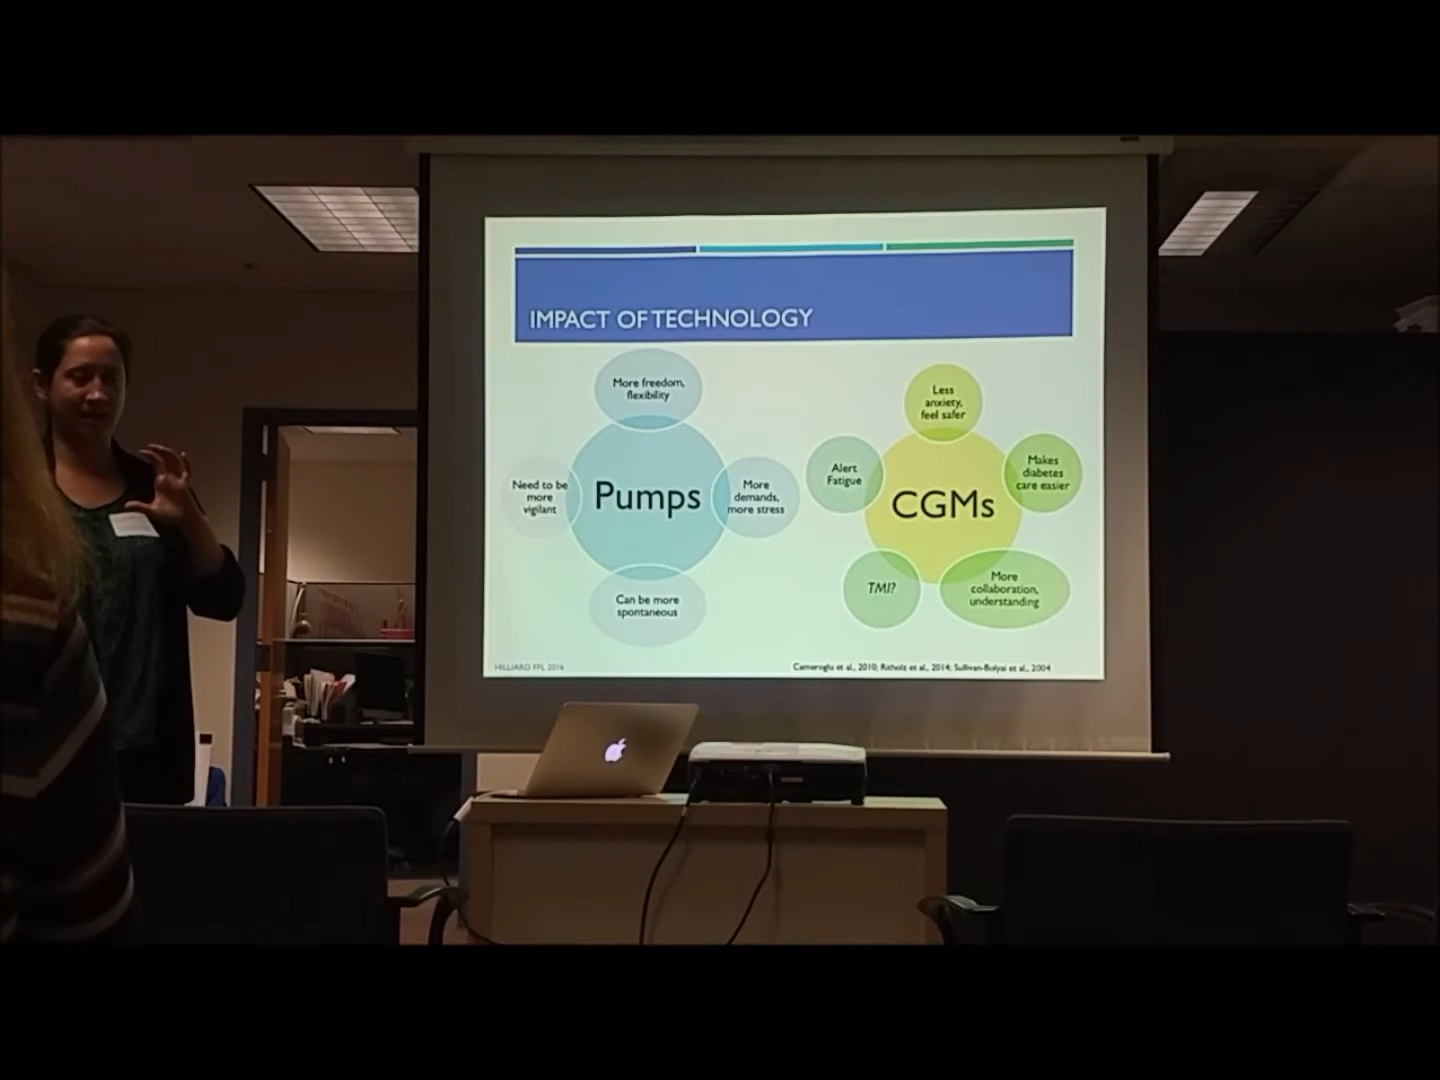 IMPACT OF TECHNOLOGY
More freedom,
flexibility
Need to be
more
vigilant
Pumps
More
demands,
more stress
Can be more
spontaneous
Less
anxiety,
feel safer
Alert
Fatigue
CGMs
Makes
diabetes
care easier
TMI?
More
collaboration,
understanding
HILLIARD FFL 2016
Cemeroglu et al., 2010; Ritholz et al., 2014; Sullivan-Bolyai et al., 2004